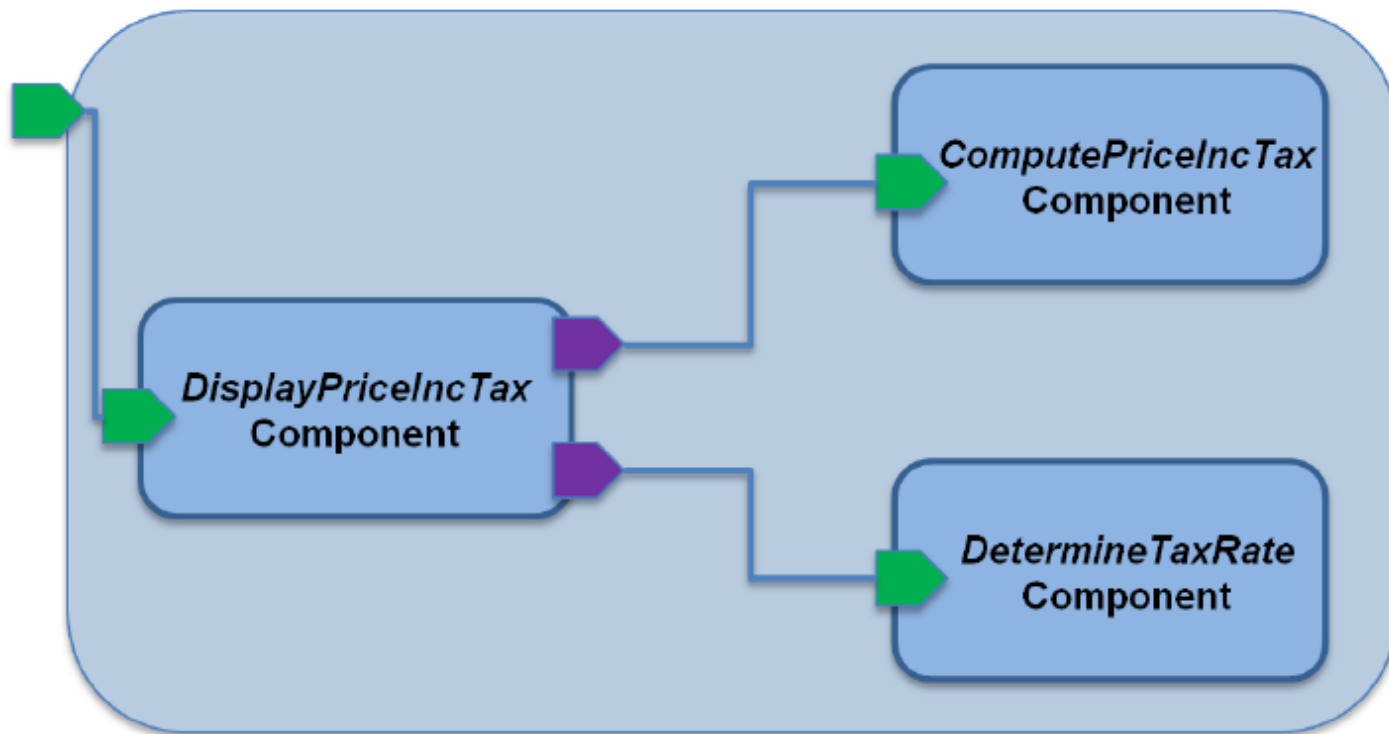 ComputePriceIncTax
Component
DisplayPriceIncTax
Component
DetermineTaxRate
Component